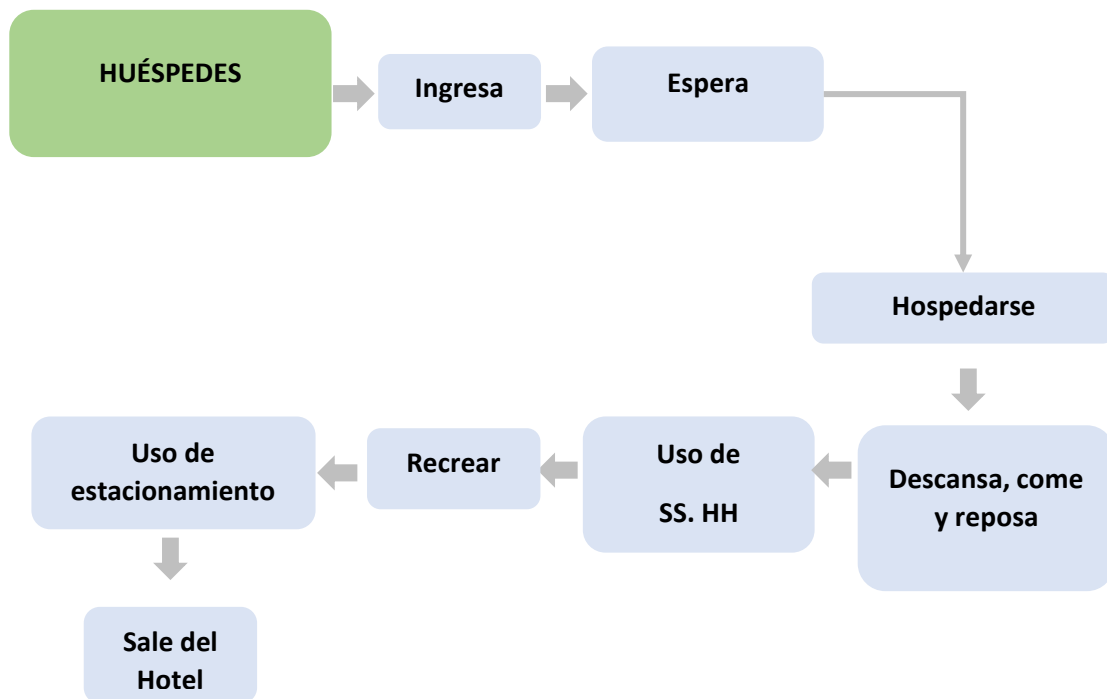 HUÉSPEDES
Ingresa
Espera
Hospedarse
Descansa, come
y reposa
Uso de
SS. HH
Recrear
Uso de
estacionamiento
Sale del
Hotel